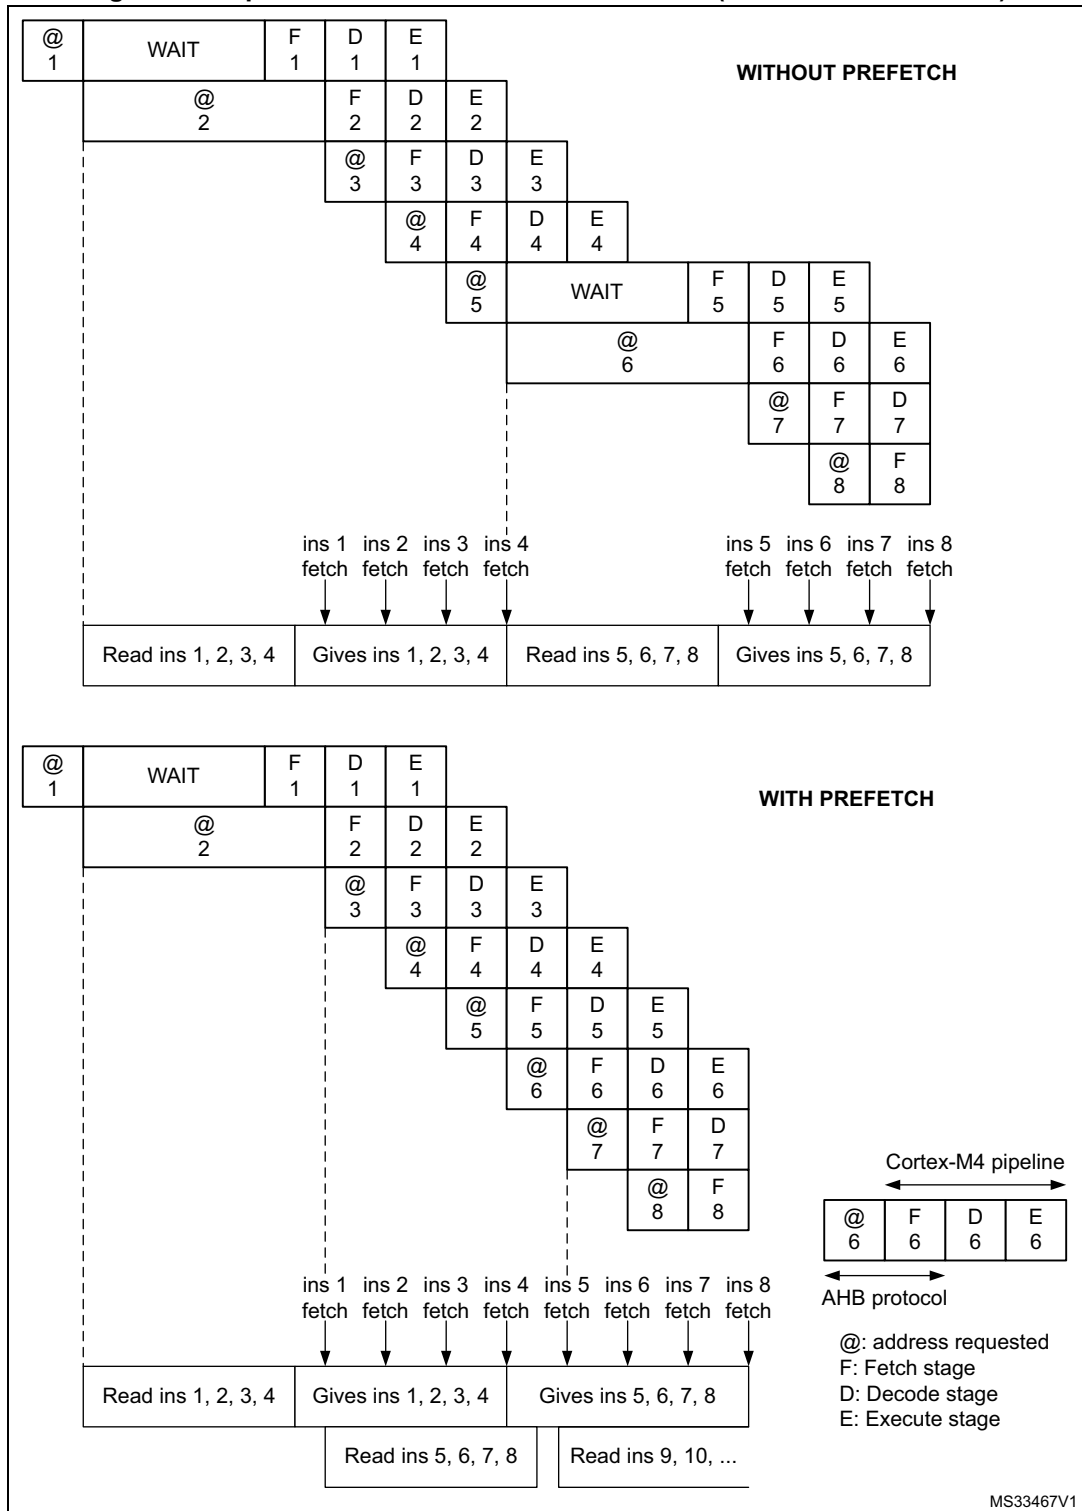 @ F D E
1 WAIT 1 1 1
WITHOUT PREFETCH
@ F D E
2 2 2 2
@ F D E
3 3 3 3
@ F D E
4 4 4 4
@ F D E
5 WAIT 5 5 5
@ F D E
6 6 6 6
@ F D
7 7 7
@ F
8 8
ins 1 ins 2 ins 3 ins 4 ins 5 ins 6 ins 7 ins 8
fetch fetch fetch fetch fetch fetch fetch fetch
Read ins 1, 2, 3, 4 Gives ins 1, 2, 3, 4 Read ins 5, 6, 7, 8 Gives ins 5, 6, 7, 8
@ F D E
1 WAIT 1 1 1
WITH PREFETCH
@ F D E
2 2 2 2
@ F D E
3 3 3 3
@ F D E
4 4 4 4
@ F D E
5 5 5 5
@ F D E
6 6 6 6
@ F D
7 7 7
@ F
8 8
Cortex-M4 pipeline
@ F D E
6 6 6 6
AHB protocol
@: address requested
F: Fetch stage
D: Decode stage
E: Execute stage
ins 1 ins 2 ins 3 ins 4 ins 5 ins 6 ins 7 ins 8
fetch fetch fetch fetch fetch fetch fetch fetch
Read ins 1, 2, 3, 4 Gives ins 1, 2, 3, 4 Gives ins 5, 6, 7, 8
Read ins 5, 6, 7, 8 Read ins 9, 10, ...
MS33467V1